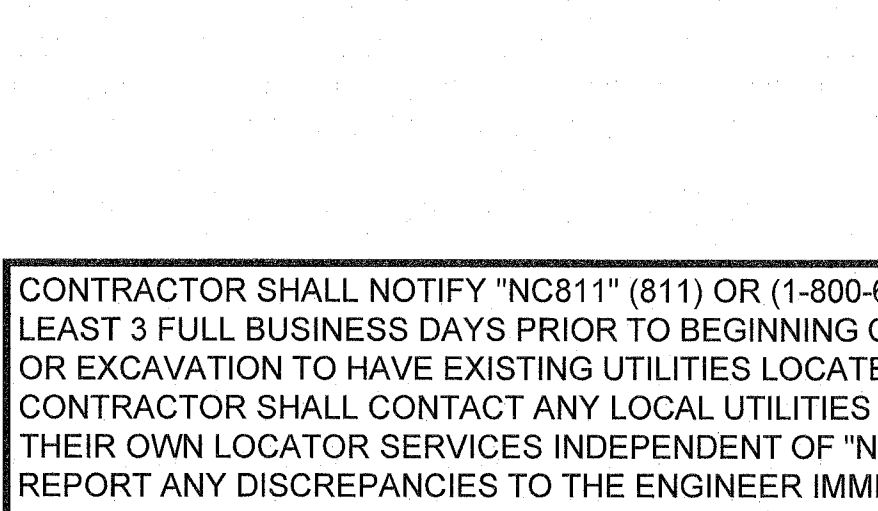 CONTRACTOR SHALL NOTIFY "NC811" (811) OR (1-800-6
LEAST 3 FULL BUSINESS DAYS PRIOR TO BEGINNING C
OR EXCAVATION TO HAVE EXISTING UTILITIES LOCATE
CONTRACTOR SHALL CONTACT ANY LOCAL UTILITIES
THEIR OWN LOCATOR SERVICES INDEPENDENT OF "N
REPORT ANY DISCREPANCIES TO THE ENGINEER IMM